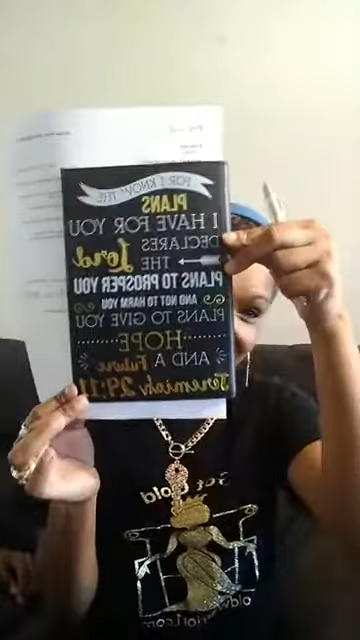 FOR I KNOW THE
PLANS
I HAVE FOR YOU
DECLARES
THE Lord
PLANS TO PROSPER YOU
AND NOT TO HARM YOU
PLANS TO GIVE YOU
HOPE
AND A Future
Jeremiah 29:11
Gold